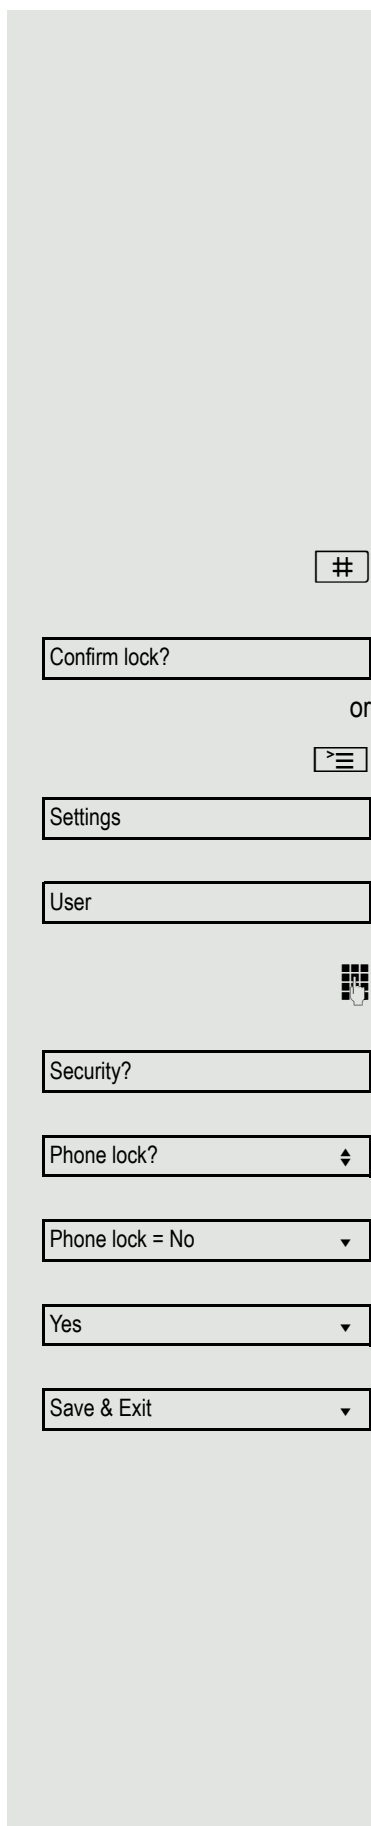 #
Confirm lock?
or
Settings
User
Security?
Phone lock?
Phone lock = No
Yes
Save & Exit